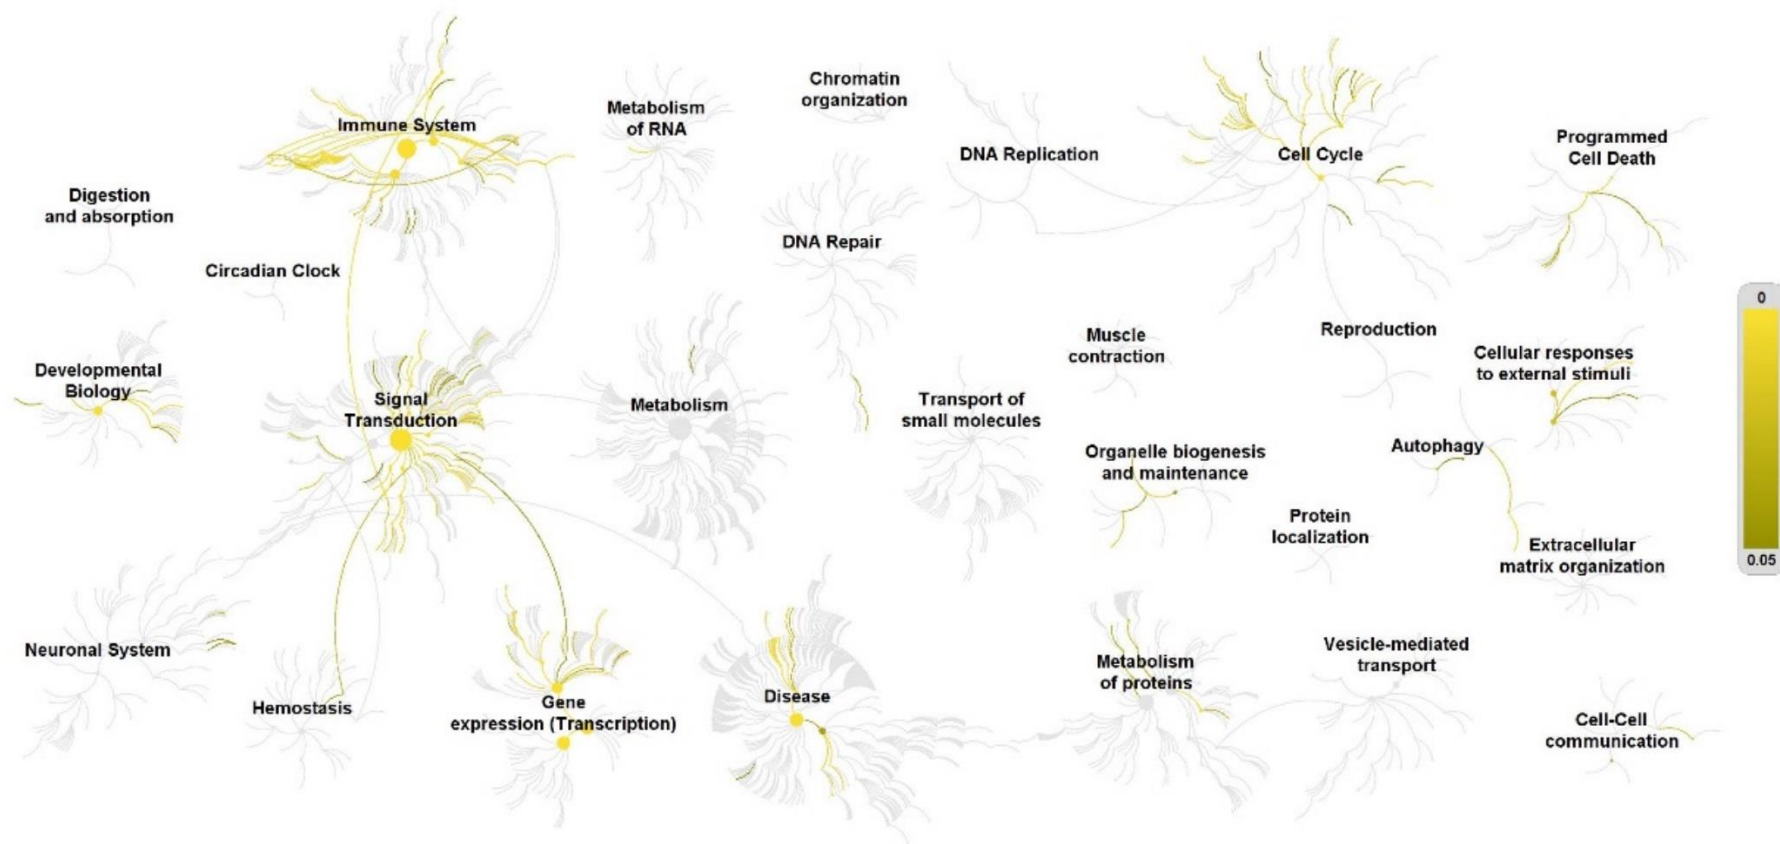 Immune System
Metabolism
of RNA
Chromatin
organization
DNA Replication
Cell Cycle
Programmed
Cell Death
Digestion
and absorption
DNA Repair
Circadian Clock
0
Developmental
Biology
Signal
Transduction
Metabolism
Transport of
small molecules
Muscle
contraction
Reproduction
Cellular responses
to external stimuli
Organelle biogenesis
and maintenance
Autophagy
Protein
localization
Extracellular
matrix organization
0.05
Neuronal System
Hemostasis
Gene
expression (Transcription)
Disease
Metabolism
of proteins
Vesicle-mediated
transport
Cell-Cell
communication